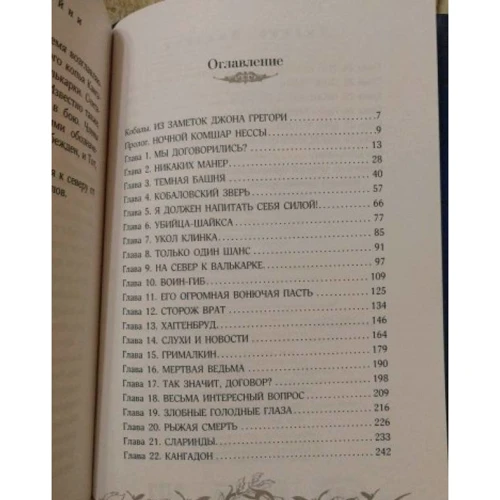 Оглавление
Кобалы. ИЗ ЗАМЕТОК ДЖОНА ГРЕГОРИ 7
Пролог. НОЧНОЙ КОМШАР НЕССЫ 9
Глава 1. МЫ ДОГОВОРИЛИСЬ? 13
Глава 2. НИКАКИХ МАНЕР 28
Глава 3. ТЕМНАЯ БАШНЯ 40
Глава 4. КОБАЛОВСКИЙ ЗВЕРЬ 57
Глава 5. Я ДОЛЖЕН НАПИТАТЬ СЕБЯ СИЛОЙ! 66
Глава 6. УБИЙЦА-ШАЙКСА 77
Глава 7. УКОЛ КЛИНКА 85
Глава 8. ТОЛЬКО ОДИН ШАНС 91
Глава 9. НА СЕВЕР К ВАЛЬКАРКЕ 97
Глава 10. ВОИН-ГИБ 109
Глава 11. ЕГО ОГРОМНАЯ ВОНЮЧАЯ ПАСТЬ 125
Глава 12. СТОРОЖ ВРАТ 134
Глава 13. ХАГГЕНБРУД 146
Глава 14. СЛУХИ И НОВОСТИ 164
Глава 15. ГРИМАЛКИН 179
Глава 16. МЕРТВАЯ ВЕДЬМА 190
Глава 17. ТАК ЗНАЧИТ, ДОГОВОР? 198
Глава 18. ВЕСЬМА ИНТЕРЕСНЫЙ ВОПРОС 209
Глава 19. ЗЛОБНЫЕ ГОЛОДНЫЕ ГЛАЗА 216
Глава 20. РЫЖАЯ СМЕРТЬ 226
Глава 21. СЛАРИНДЫ 233
Глава 22. КАНГАДОН 242